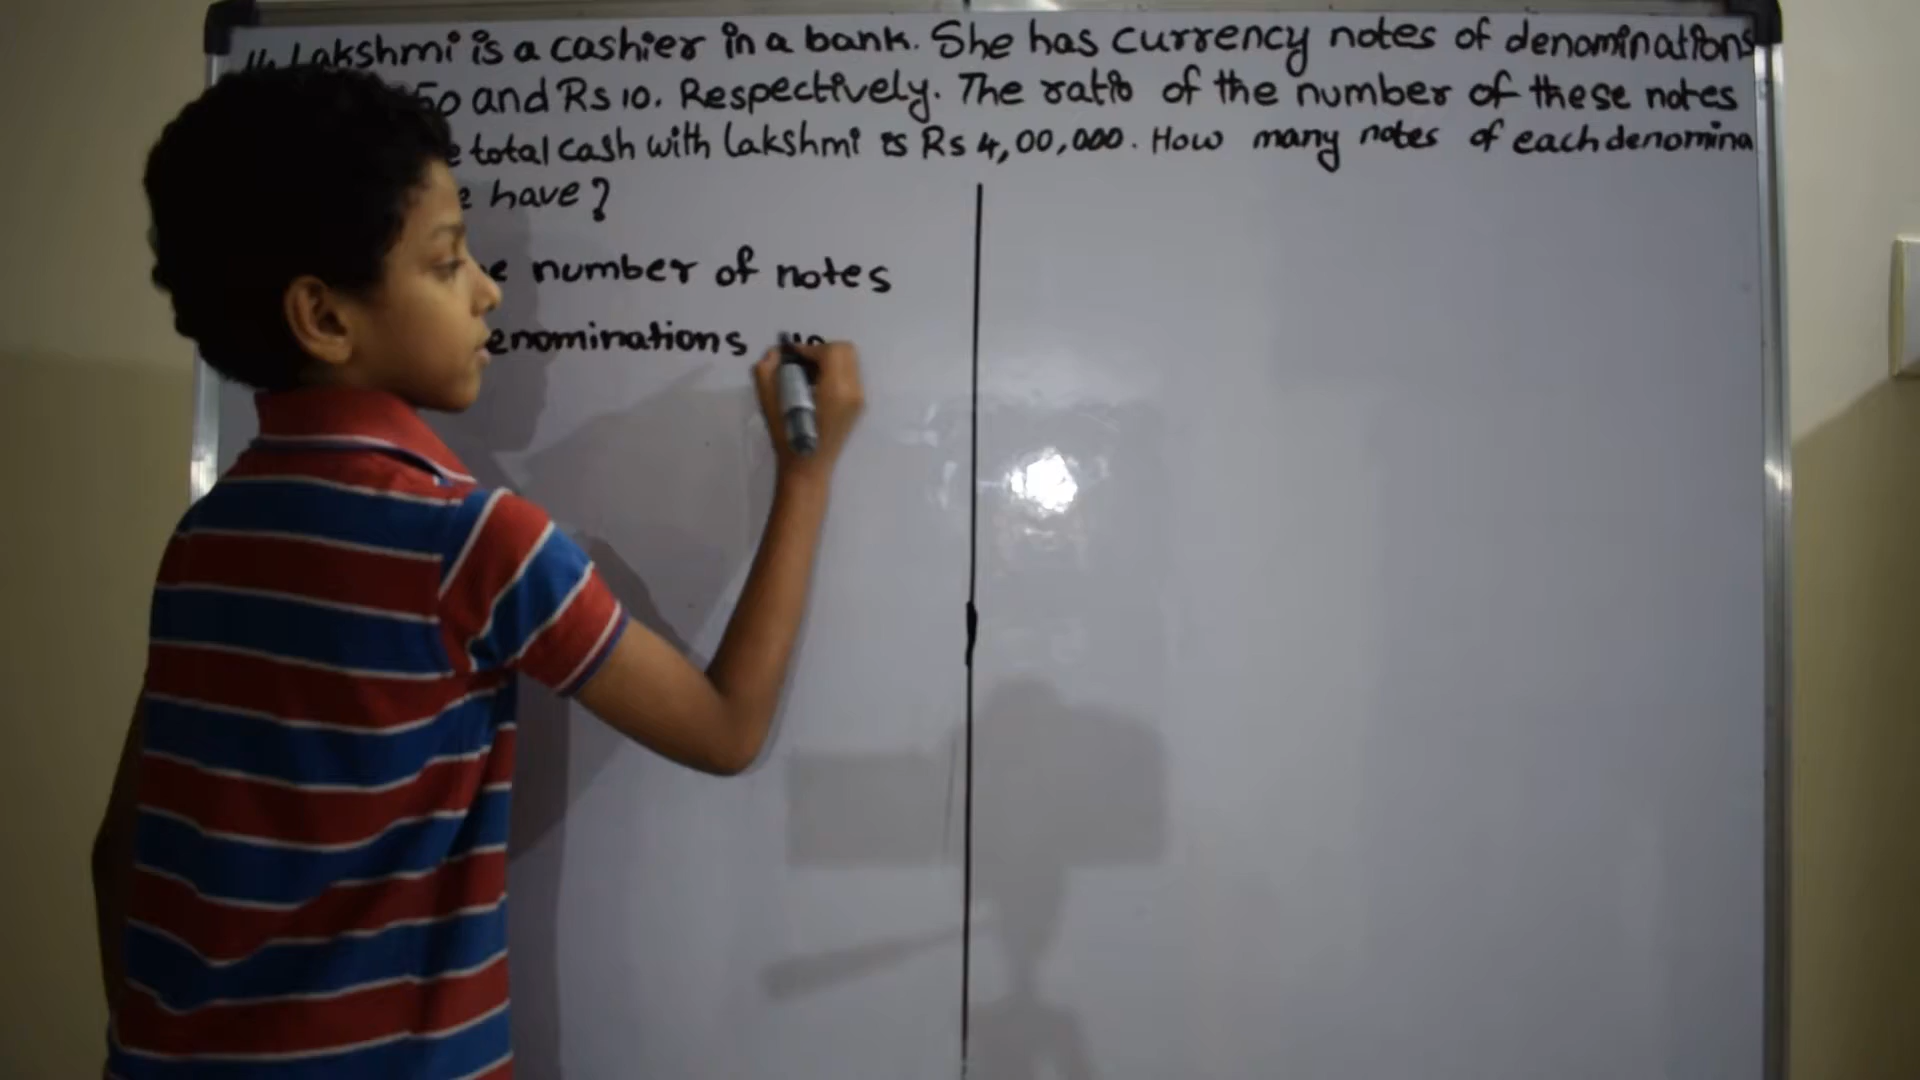 14. Lakshmi is a cashier in a bank. She has currency notes of denominations
50 and Rs 10. Respectively. The ratio of the number of these notes
total cash with lakshmi is Rs 4,00,000. How many notes of each denomina
have?
number of notes
enominations